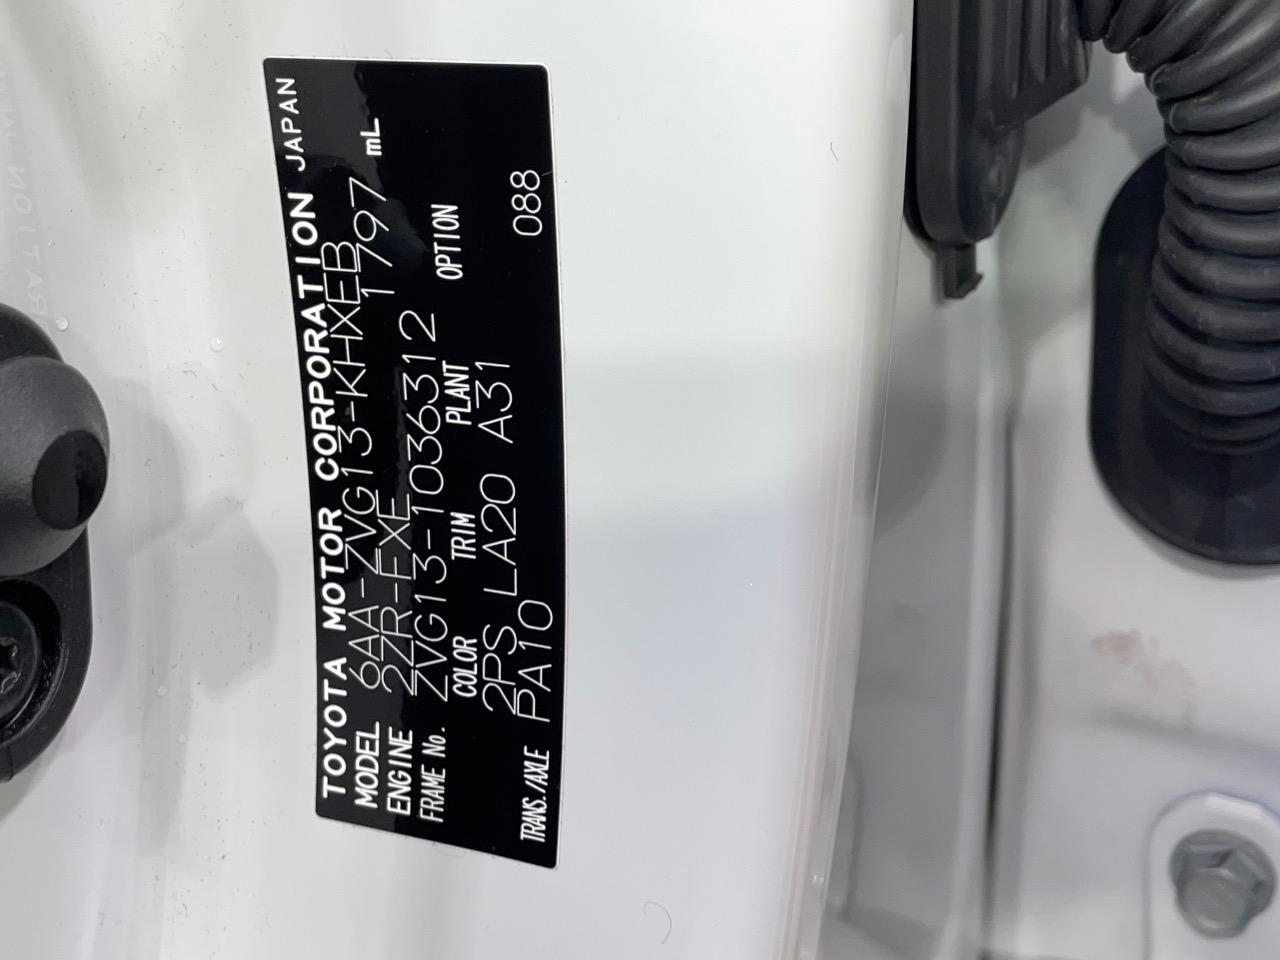 TOYOTA MOTOR CORPORATION JAPAN
MODEL 6AA-ZVG13-KHXEB
ENGINE 2ZR-FXE 1797 mL
FRAME No. ZVG13-1036312
COLOR TRIM PLANT OPTION
2PS LA20 A31
TRANS./AXLE PA10 088